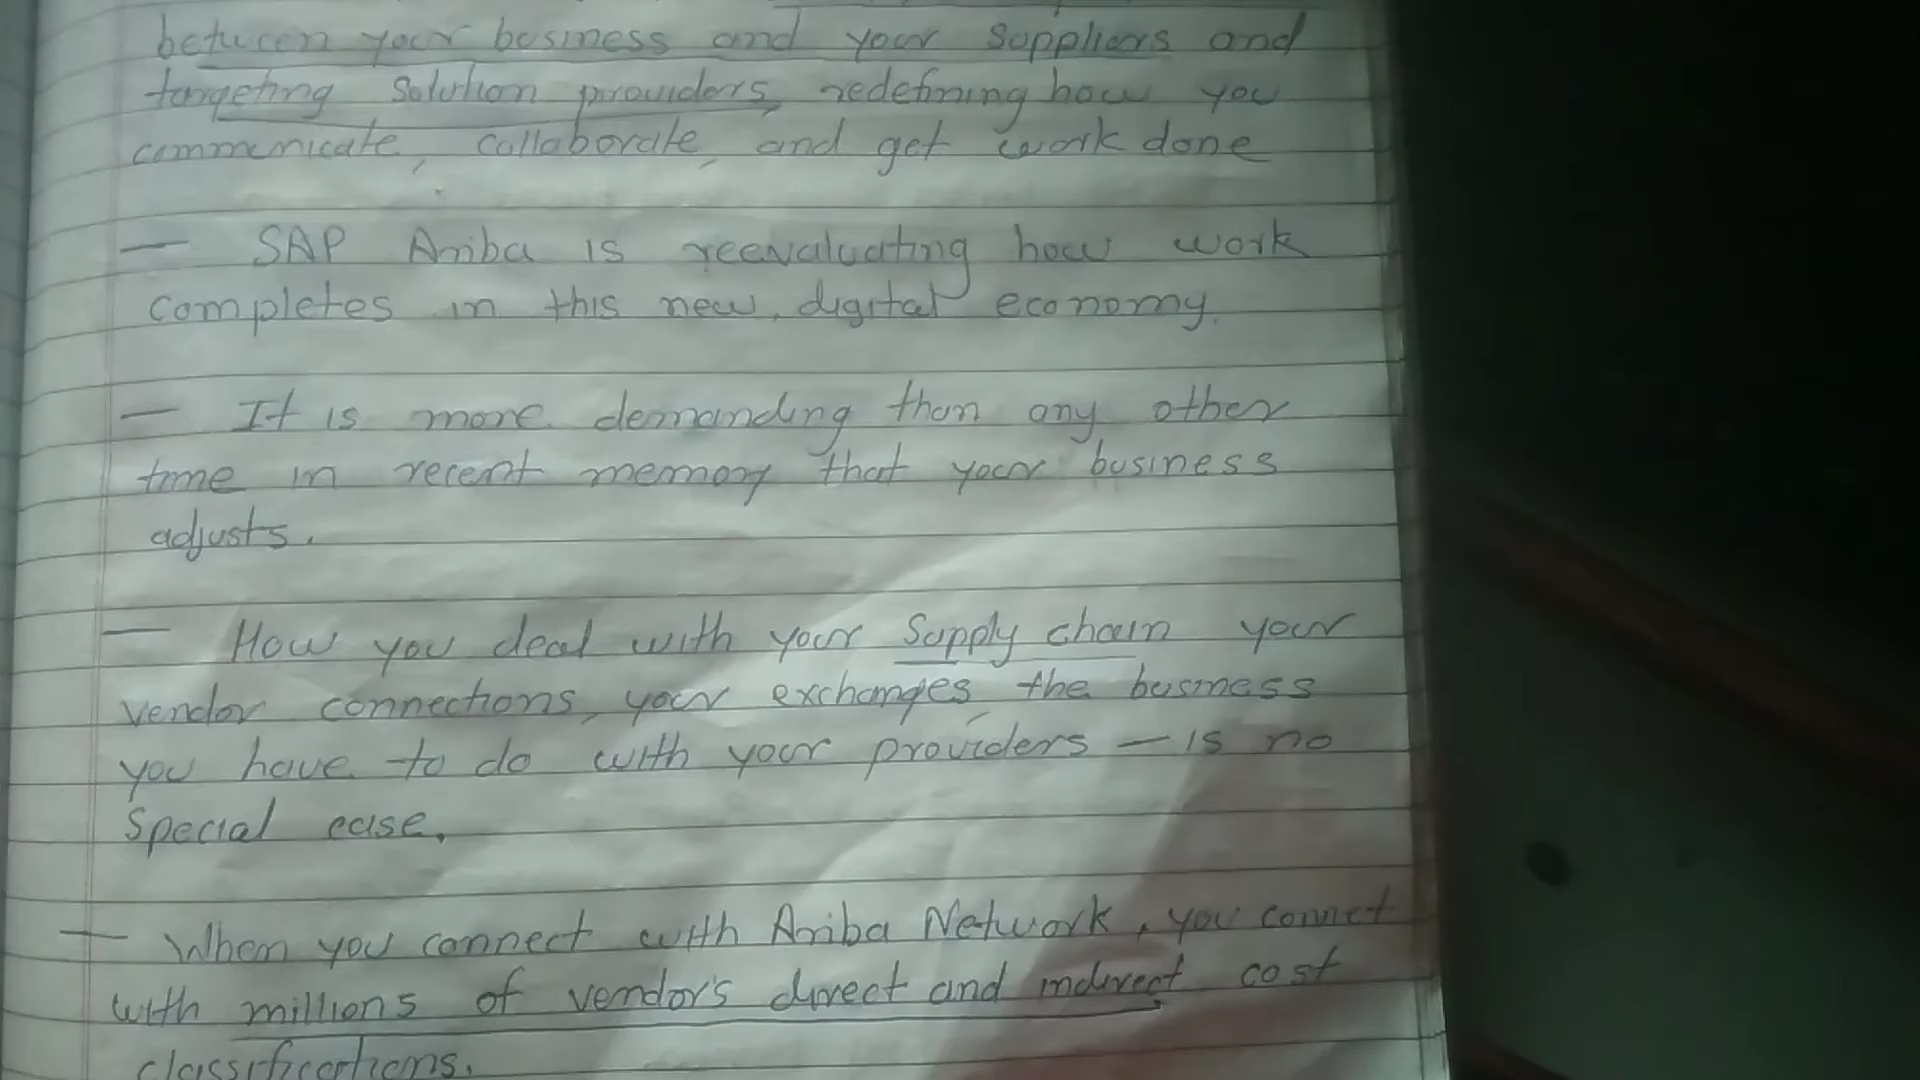 between your business and your suppliers and
targeting solution providers, redefining how you
communicate, collaborate, and get work done
— SAP Ariba is reevaluating how work
completes in this new, digital economy.
— It is more demanding than any other
time in recent memory that your business
adjusts.
— How you deal with your Supply chain your
vendor connections, your exchanges, the business
you have to do with your providers — is no
special case.
— When you connect with Ariba Network, you connect
with millions of vendor's direct and indirect cost
classifications.